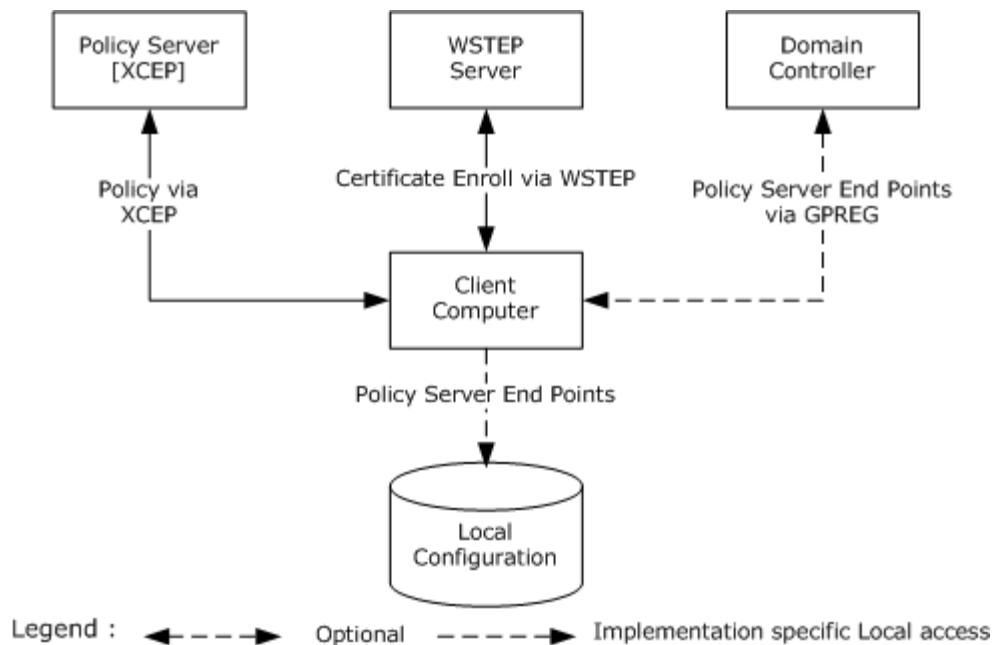 Policy Server
[XCEP]
WSTEP
Server
Domain
Controller
Policy via
XCEP
Certificate Enroll via WSTEP
Policy Server End Points
via GPREG
Client
Computer
Policy Server End Points
Local
Configuration
Legend : Optional Implementation specific Local access